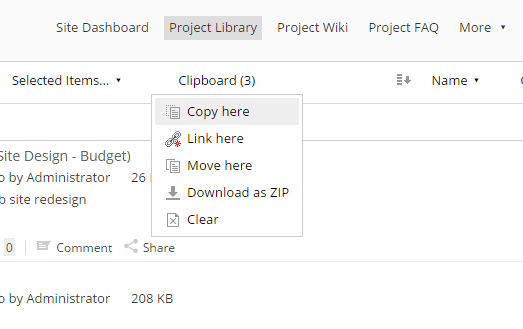 Site Dashboard Project Library Project Wiki Project FAQ More
Selected Items... Clipboard (3) Name
Copy here
Link here
Move here
Download as ZIP
Clear
Site Design - Budget)
o by Administrator 26
b site redesign
0 Comment Share
o by Administrator 208 KB